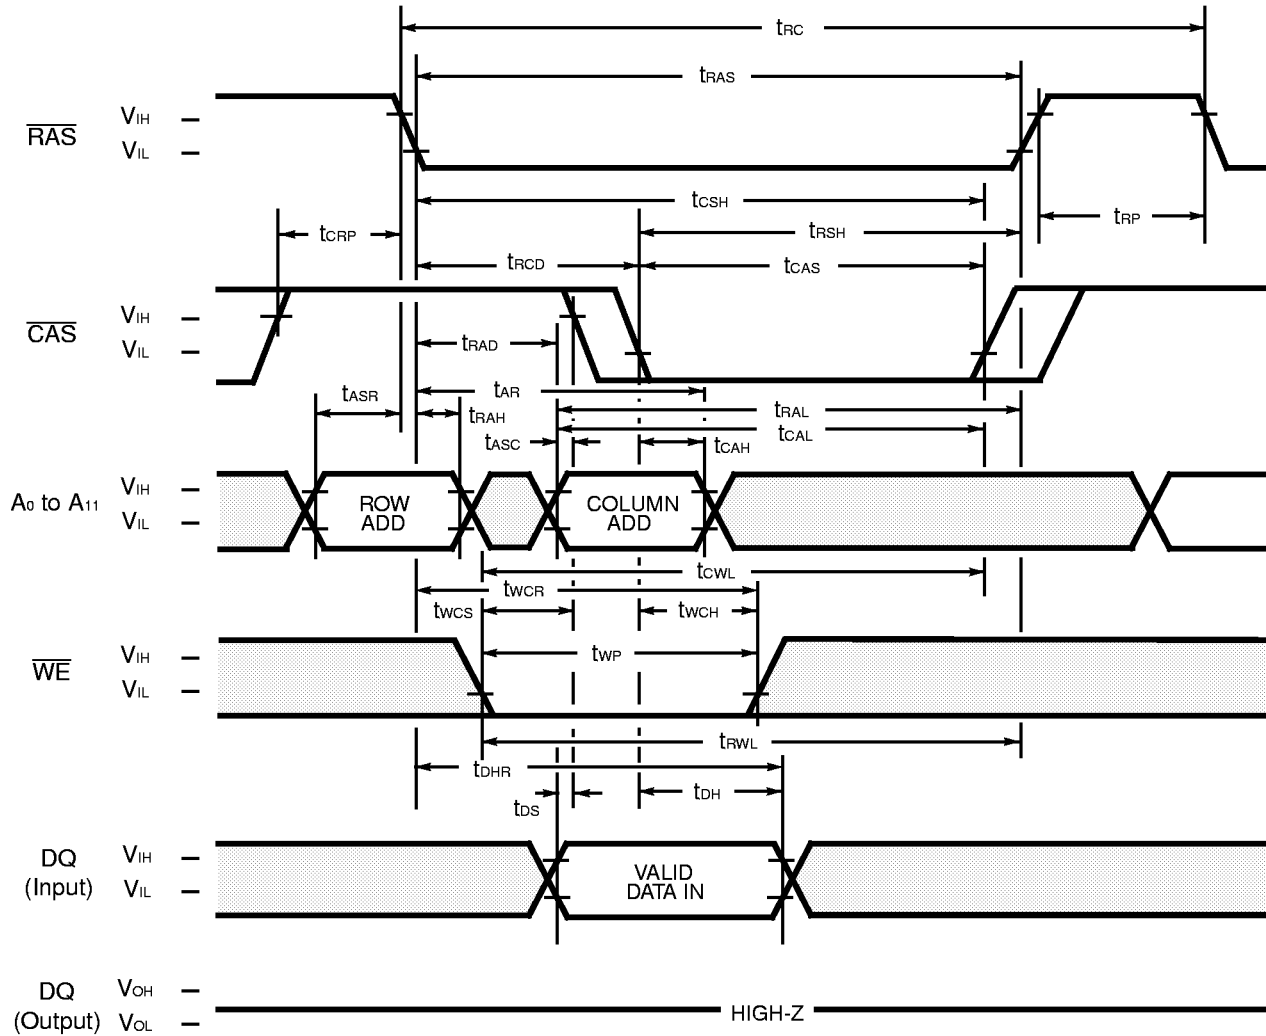 tRC
tRAS
RAS VIH
VIL
tCSH
tRP
tCRP
tRSH
tRCD
tCAS
CAS VIH
VIL
tRAD
tASR
tAR
tRAH
tRAL
tASC
tCAH
tCAL
A0 to A11 VIH
VIL
ROW
ADD
COLUMN
ADD
tCWL
tWCR
tWCS
tWCH
WE VIH
VIL
tWP
tRWL
tDHR
tDS
tDH
DQ
(Input)
VIH
VIL
VALID
DATA IN
DQ
(Output)
VOH
VOL
HIGH-Z